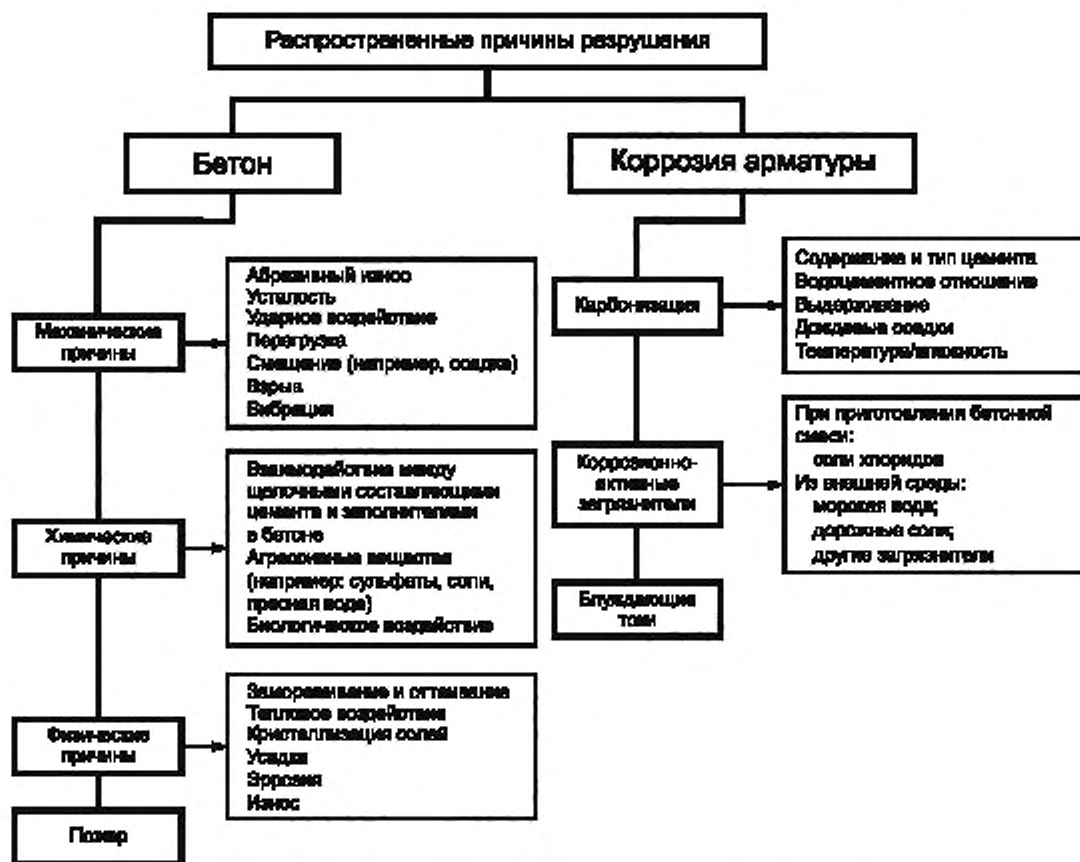 Распространенные причины разрушения
Бетон
Механические
причины
Абразивный износ
Усталость
Ударное воздействие
Перегрузка
Смещение (например, осадка)
Взрыв
Вибрация
Химические
причины
Взаимодействие между
щелочными составляющими
цемента и заполнителями
в бетоне
Агрессивные вещества
(например: сульфаты, соли,
пресная вода)
Биологическое воздействие
Физические
причины
Замораживание и оттаивание
Тепловое воздействие
Кристаллизация солей
Усадка
Эррозия
Износ
Пожар
Коррозия арматуры
Карбонизация
Содержание и тип цемента
Водоцементное отношение
Выдерживание
Дождевые осадки
Температура/влажность
Коррозионно-
активные
загрязнители
При приготовления бетонной
смеси:
соли хлоридов
Из внешней среды:
морская вода;
дорожные соли;
другие загрязнители
Блуждающие
токи